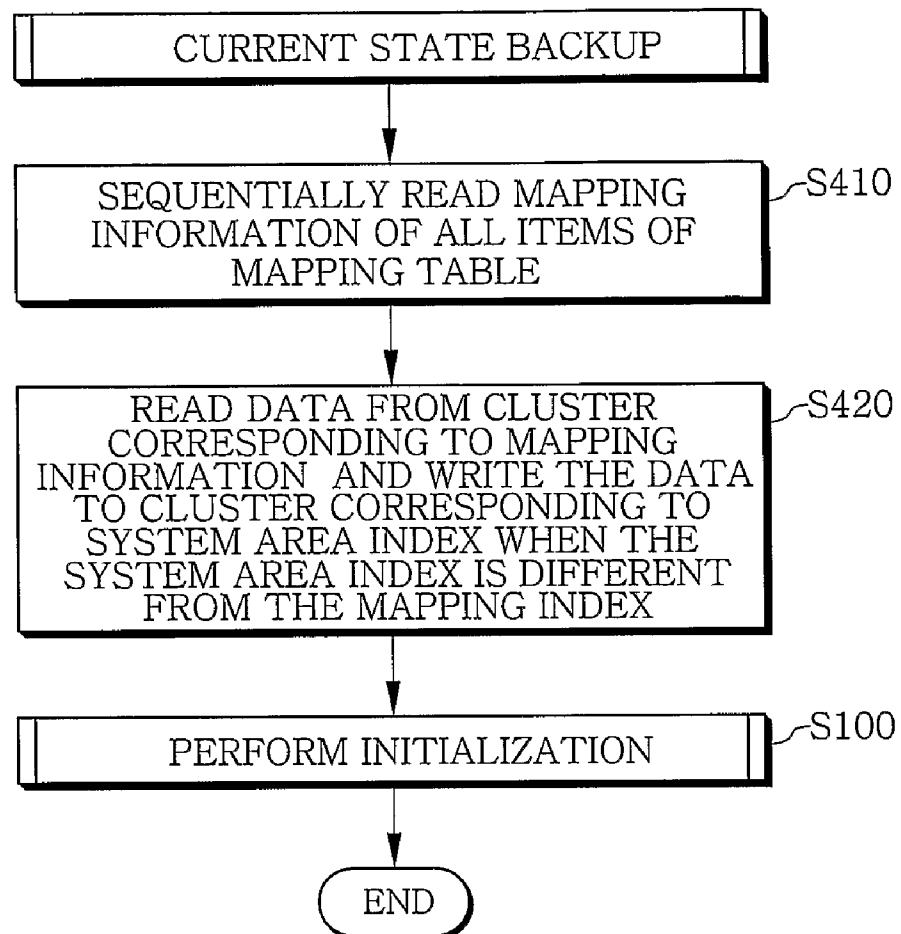 CURRENT STATE BACKUP
SEQUENTIALLY READ MAPPING
INFORMATION OF ALL ITEMS OF
MAPPING TABLE
S410
READ DATA FROM CLUSTER
CORRESPONDING TO MAPPING
INFORMATION AND WRITE THE DATA
TO CLUSTER CORRESPONDING TO
SYSTEM AREA INDEX WHEN THE
SYSTEM AREA INDEX IS DIFFERENT
FROM THE MAPPING INDEX
S420
PERFORM INITIALIZATION
S100
END